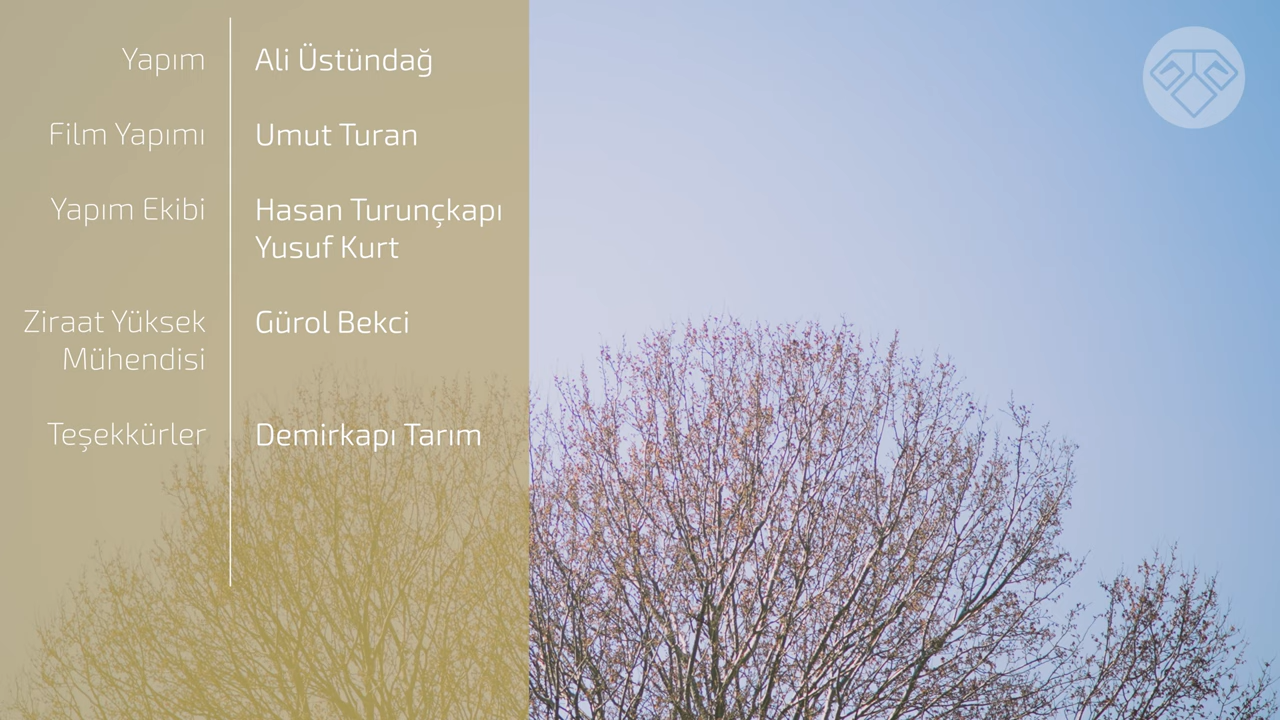 Yapım Ali Üstündağ
Film Yapımı Umut Turan
Yapım Ekibi Hasan Turunçkapı
Yusuf Kurt
Ziraat Yüksek Gürol Bekci
Mühendisi
Teşekkürler Demirkapı Tarım